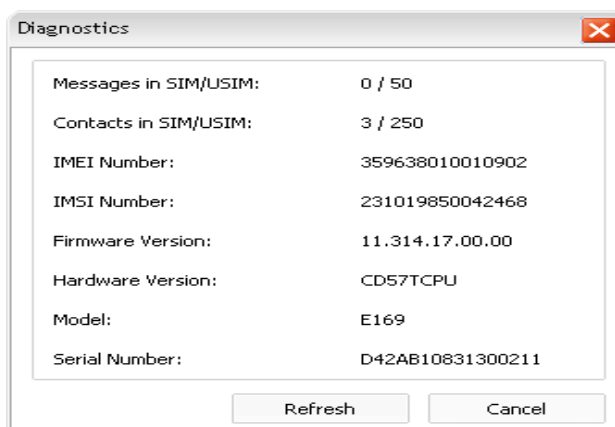 Diagnostics
Messages in SIM/USIM: 0 / 50
Contacts in SIM/USIM: 3 / 250
IMEI Number: 359638010010902
IMSI Number: 231019850042468
Firmware Version: 11.314.17.00.00
Hardware Version: CD57TCPU
Model: E169
Serial Number: D42AB10831300211
Refresh Cancel